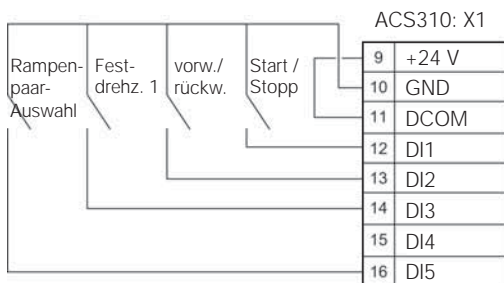 ACS310: X1
Rampen-
paar-
Auswahl
Fest-
drehz. 1
vorw./
rückw.
Start /
Stopp
9 +24 V
10 GND
11 DCOM
12 DI1
13 DI2
14 DI3
15 DI4
16 DI5